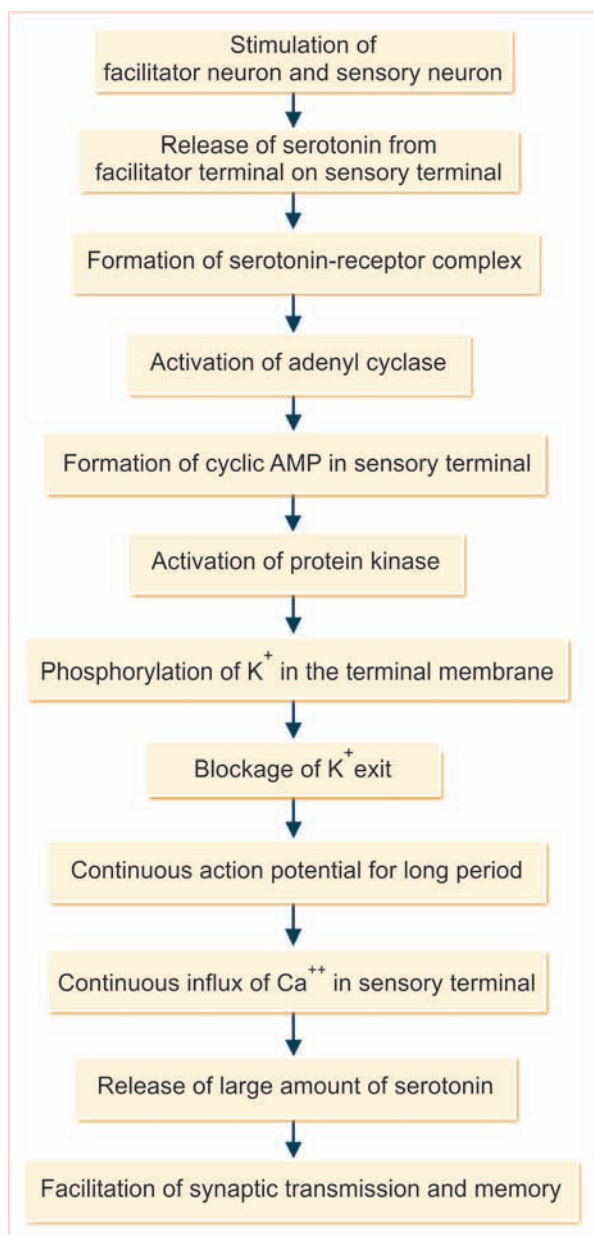 Stimulation of
facilitator neuron and sensory neuron
Release of serotonin from
facilitator terminal on sensory terminal
Formation of serotonin-receptor complex
Activation of adenyl cyclase
Formation of cyclic AMP in sensory terminal
Activation of protein kinase
Phosphorylation of K⁺ in the terminal membrane
Blockage of K⁺ exit
Continuous action potential for long period
Continuous influx of Ca⁺⁺ in sensory terminal
Release of large amount of serotonin
Facilitation of synaptic transmission and memory